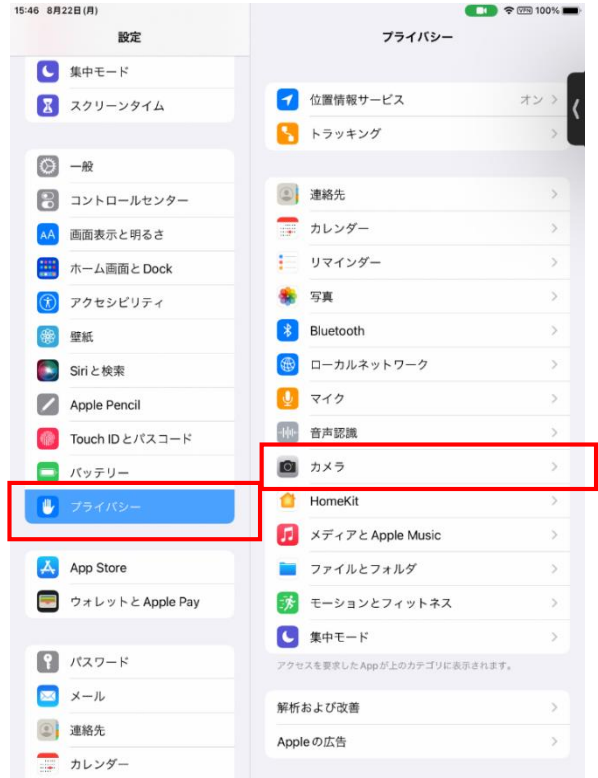 15:46 8月22日(月)
VPN 100%
設定
集中モード
スクリーンタイム
一般
コントロールセンター
AA 画面表示と明るさ
ホーム画面とDock
アクセシビリティ
壁紙
Siriと検索
Apple Pencil
Touch IDとパスコード
バッテリー
プライバシー
App Store
ウォレットとApple Pay
パスワード
メール
連絡先
カレンダー
プライバシー
位置情報サービス オン
トラッキング
連絡先
カレンダー
リマインダー
写真
Bluetooth
ローカルネットワーク
マイク
音声認識
カメラ
HomeKit
メディアとApple Music
ファイルとフォルダ
モーションとフィットネス
集中モード
アクセスを要求したAppが上のカテゴリに表示されます。
解析および改善
Appleの広告